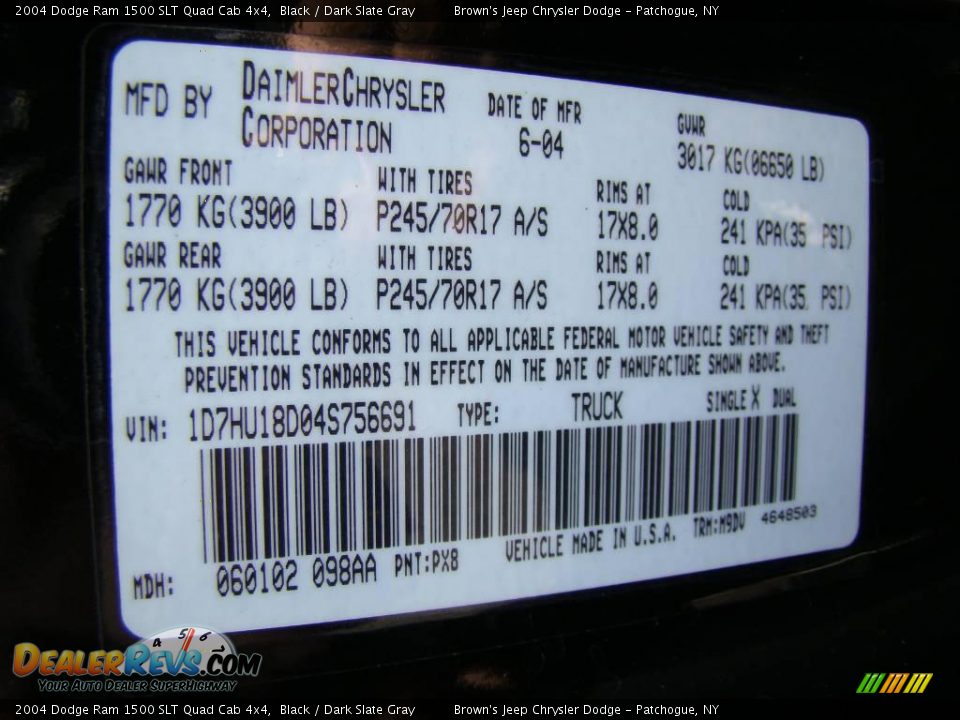 2004 Dodge Ram 1500 SLT Quad Cab 4x4, Black / Dark Slate Gray Brown's Jeep Chrysler Dodge - Patchogue, NY
MFD BY DAIMLERCHRYSLER CORPORATION DATE OF MFR 6-04 GVWR 3017 KG(06650 LB)
GAWR FRONT WITH TIRES RIMS AT COLD
1770 KG(3900 LB) P245/70R17 A/S 17X8.0 241 KPA(35 PSI)
GAWR REAR WITH TIRES RIMS AT COLD
1770 KG(3900 LB) P245/70R17 A/S 17X8.0 241 KPA(35 PSI)
THIS VEHICLE CONFORMS TO ALL APPLICABLE FEDERAL MOTOR VEHICLE SAFETY AND THEFT
PREVENTION STANDARDS IN EFFECT ON THE DATE OF MANUFACTURE SHOWN ABOVE.
VIN: 1D7HU18D04S756691 TYPE: TRUCK SINGLE X DUAL
MDH: 060102 098AA PNT:PX8 VEHICLE MADE IN U.S.A. TRM:M9DV 4648503
4 5 6
DEALERREVS.COM
YOUR AUTO DEALER SUPERHIGHWAY
2004 Dodge Ram 1500 SLT Quad Cab 4x4, Black / Dark Slate Gray Brown's Jeep Chrysler Dodge - Patchogue, NY